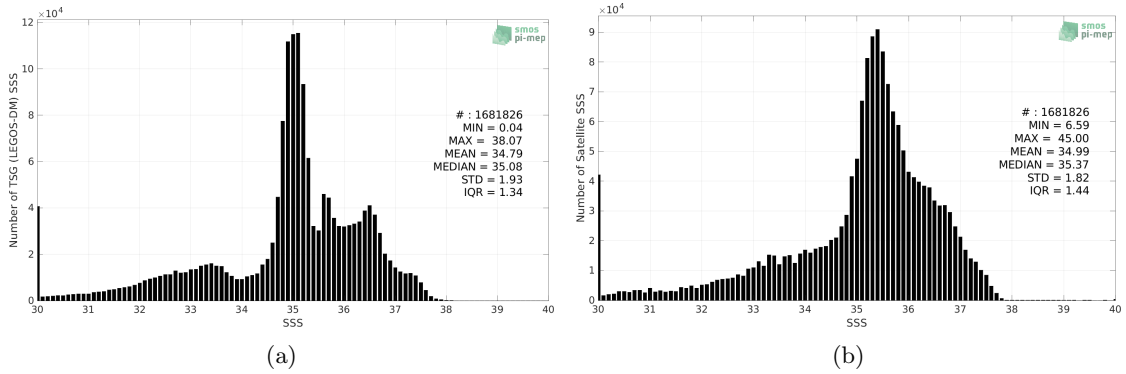 ×10⁴
12
10
8
6
4
2
0
Number of TSG (LEGOS-DM) SSS
smos
pi-mep
# : 1681826
MIN = 0.04
MAX = 38.07
MEAN = 34.79
MEDIAN = 35.08
STD = 1.93
IQR = 1.34
30 31 32 33 34 35 36 37 38 39 40
SSS
(a)
×10⁴
9
8
7
6
5
4
3
2
1
0
Number of Satellite SSS
smos
pi-mep
# : 1681826
MIN = 6.59
MAX = 45.00
MEAN = 34.99
MEDIAN = 35.37
STD = 1.82
IQR = 1.44
30 31 32 33 34 35 36 37 38 39 40
SSS
(b)